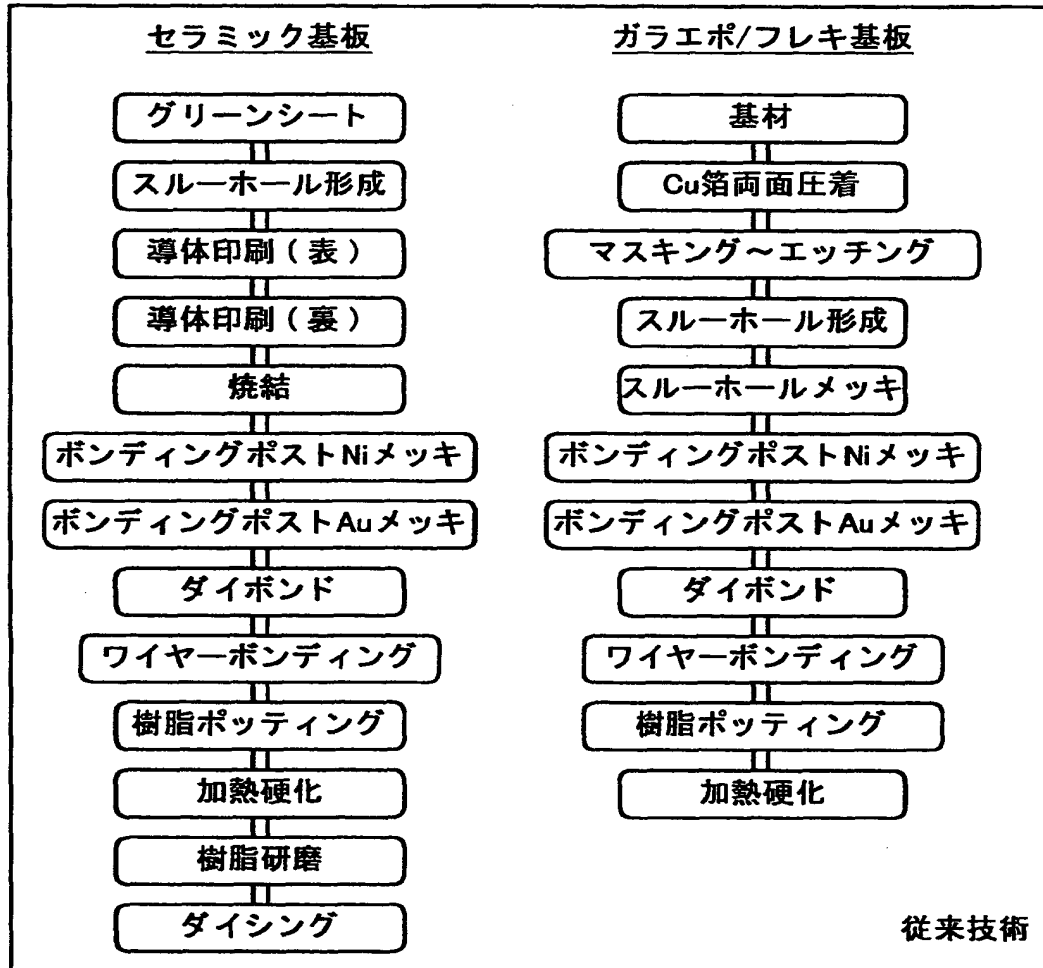 セラミック基板
グリーンシート
スルーホール形成
導体印刷（表）
導体印刷（裏）
焼結
ボンディングポストNiメッキ
ボンディングポストAuメッキ
ダイボンド
ワイヤーボンディング
樹脂ポッティング
加熱硬化
樹脂研磨
ダイシング
ガラエポ/フレキ基板
基材
Cu箔両面圧着
マスキング～エッチング
スルーホール形成
スルーホールメッキ
ボンディングポストNiメッキ
ボンディングポストAuメッキ
ダイボンド
ワイヤーボンディング
樹脂ポッティング
加熱硬化
従来技術